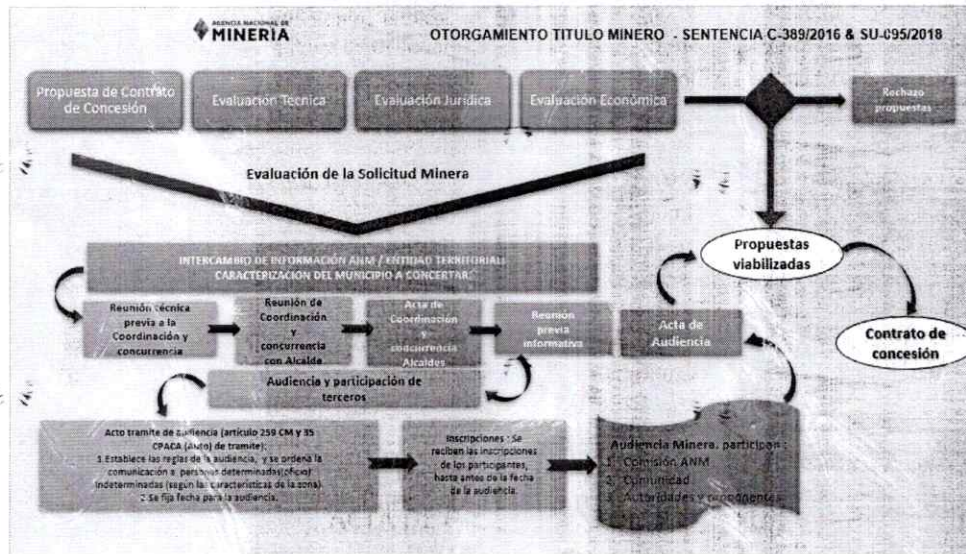 AGENCIA NACIONAL DE
MINERÍA
OTORGAMIENTO TITULO MINERO - SENTENCIA C-389/2016 & SU-095/2018
Propuesta de Contrato
de Concesión
Evaluación Técnica
Evaluación Jurídica
Evaluación Económica
Rechazo
propuestas
Evaluación de la Solicitud Minera
INTERCAMBIO DE INFORMACIÓN ANM / ENTIDAD TERRITORIAL:
CARACTERIZACION DEL MUNICIPIO A CONCERTAR.
Propuestas
viabilizadas
Reunión técnica
previa a la
Coordinación y
concurrencia
Reunión de
Coordinación
y
concurrencia
con Alcalde
Acta de
Coordinación
y
concurrencia
Alcaldes
Reunión
previa
informativa
Acta de
Audiencia
Contrato de
concesión
Audiencia y participación de
terceros
Acto tramite de audiencia (artículo 259 CM y 35
CPACA (Auto) de tramite):
1.Establece las reglas de la audiencia, y se ordena la
comunicación a personas determinadas(oficio)
indeterminadas (según las características de la zona).
2.Se fija fecha para la audiencia.
Inscripciones : Se
reciben las inscripciones
de los participantes,
hasta antes de la fecha
de la audiencia.
Audiencia Minera. participan :
1. Comisión ANM
2. Comunidad
3. Autoridades y proponentes